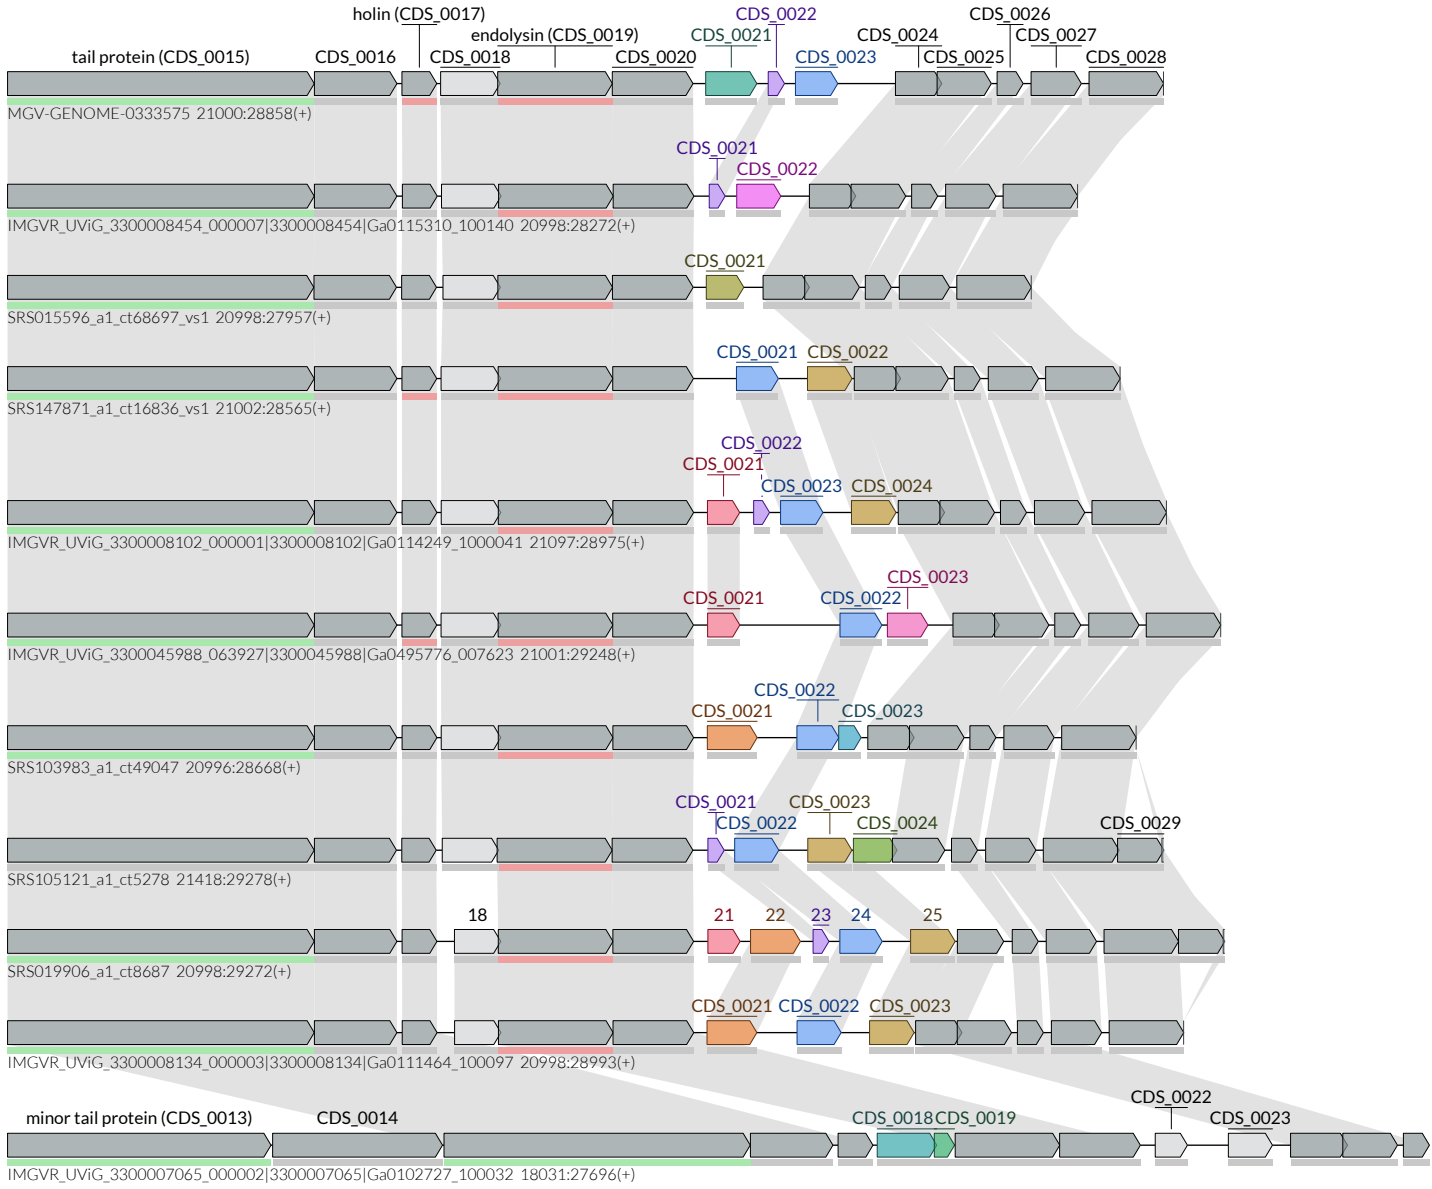 holin (CDS_0017)
CDS_0022
CDS_0026
endolysin (CDS_0019)
CDS_0021
CDS_0024
CDS_0027
tail protein (CDS_0015)
CDS_0016
CDS_0018
CDS_0020
CDS_0023
CDS_0025
CDS_0028
MGV-GENOME-0333575 21000:28858(+)
CDS_0021
CDS_0022
IMGVR_UViG_3300008454_000007|3300008454|Ga0115310_100140 20998:28272(+)
CDS_0021
SRS015596_a1_ct68697_vs1 20998:27957(+)
CDS_0021
CDS_0022
SRS147871_a1_ct16836_vs1 21002:28565(+)
CDS_0022
CDS_0021
CDS_0023
CDS_0024
IMGVR_UViG_3300008102_000001|3300008102|Ga0114249_1000041 21097:28975(+)
CDS_0023
CDS_0021
CDS_0022
IMGVR_UViG_3300045988_063927|3300045988|Ga0495776_007623 21001:29248(+)
CDS_0022
CDS_0021
CDS_0023
SRS103983_a1_ct49047 20996:28668(+)
CDS_0021
CDS_0023
CDS_0022
CDS_0024
CDS_0029
SRS105121_a1_ct5278 21418:29278(+)
18
21
22
23
24
25
SRS019906_a1_ct8687 20998:29272(+)
CDS_0021
CDS_0022
CDS_0023
IMGVR_UViG_3300008134_000003|3300008134|Ga0111464_100097 20998:28993(+)
CDS_0022
minor tail protein (CDS_0013)
CDS_0014
CDS_0018
CDS_0019
CDS_0023
IMGVR_UViG_3300007065_000002|3300007065|Ga0102727_100032 18031:27696(+)